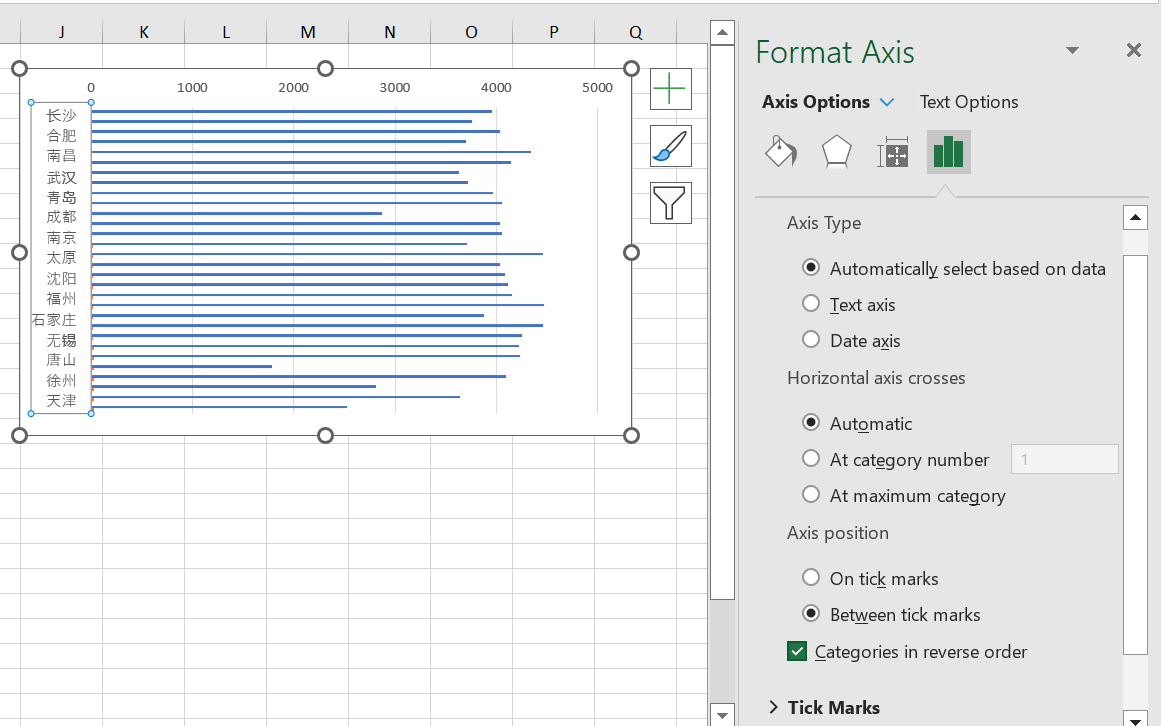 J K L M N O P Q
0 1000 2000 3000 4000 5000
长沙
合肥
南昌
武汉
青岛
成都
南京
太原
沈阳
福州
石家庄
无锡
唐山
徐州
天津
Format Axis
Axis Options Text Options
Axis Type
Automatically select based on data
Text axis
Date axis
Horizontal axis crosses
Automatic
At category number 1
At maximum category
Axis position
On tick marks
Between tick marks
Categories in reverse order
Tick Marks